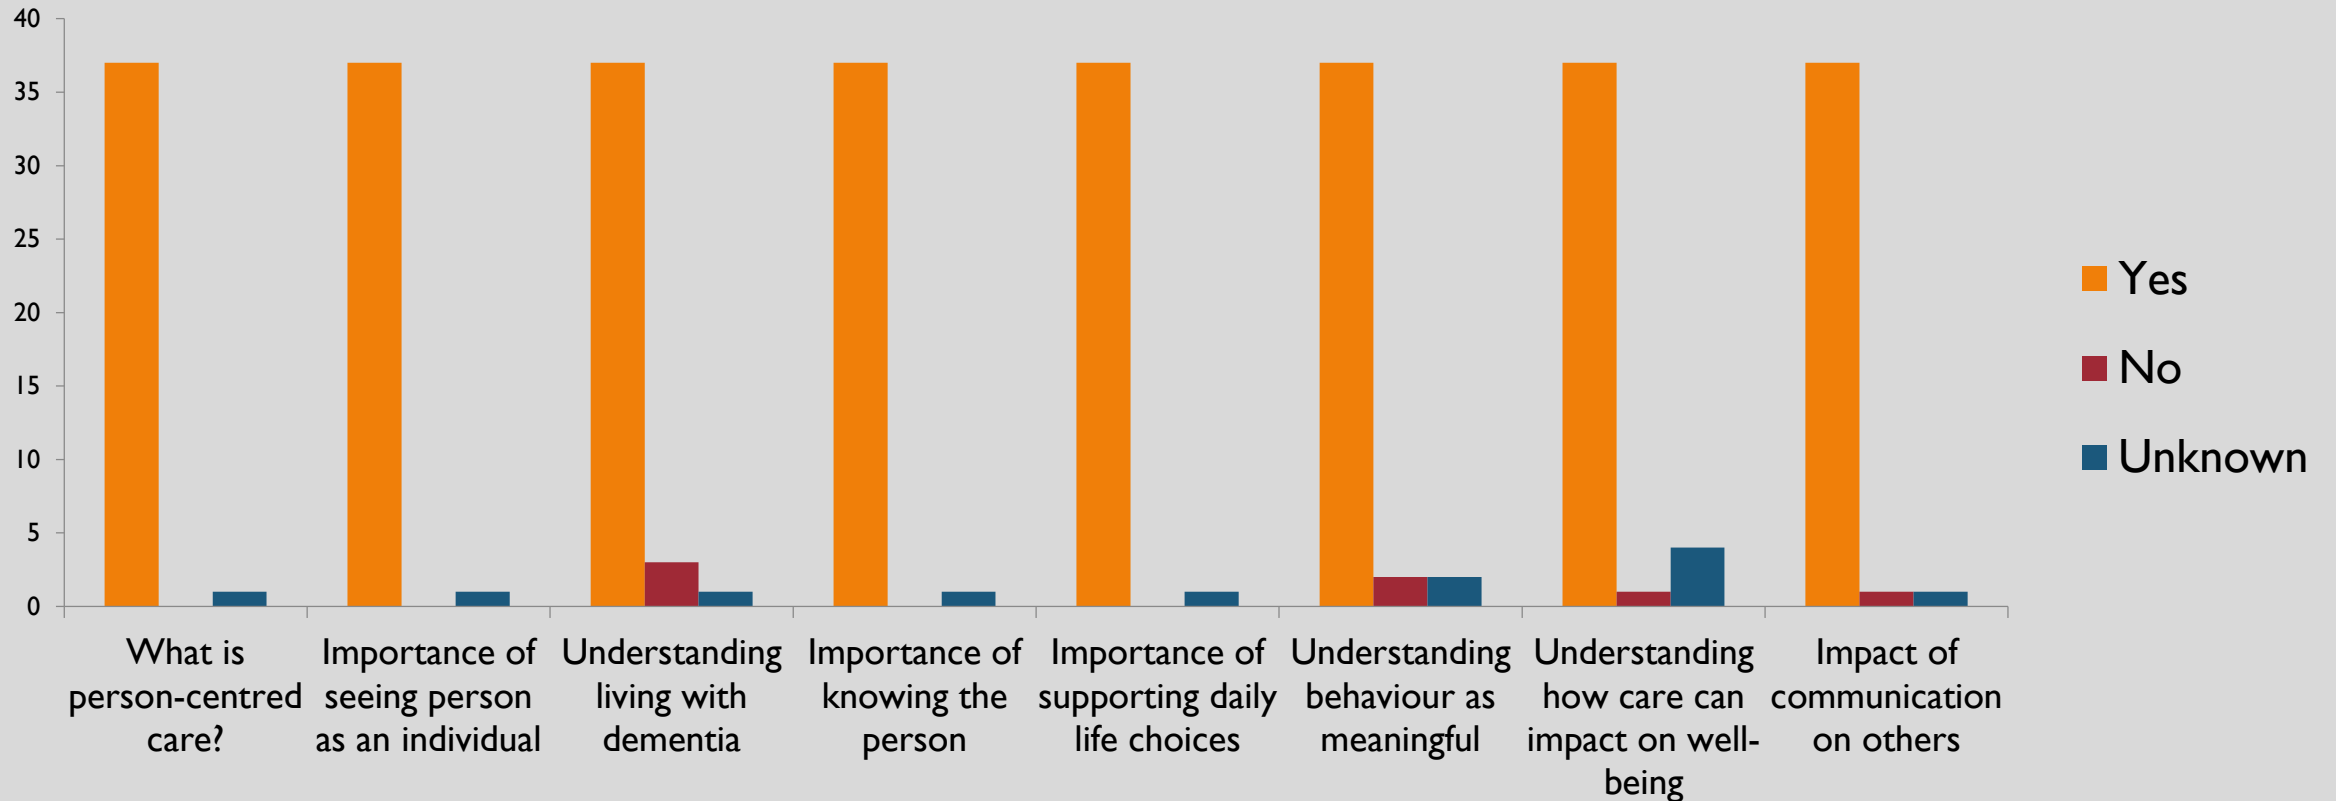 40
35
30
25
20
15
10
5
0
What is
person-centred
care?
Importance of
seeing person
as an individual
Understanding
living with
dementia
Importance of
knowing the
person
Importance of
supporting daily
life choices
Understanding
behaviour as
meaningful
Understanding
how care can
impact on well-
being
Impact of
communication
on others
Yes
No
Unknown